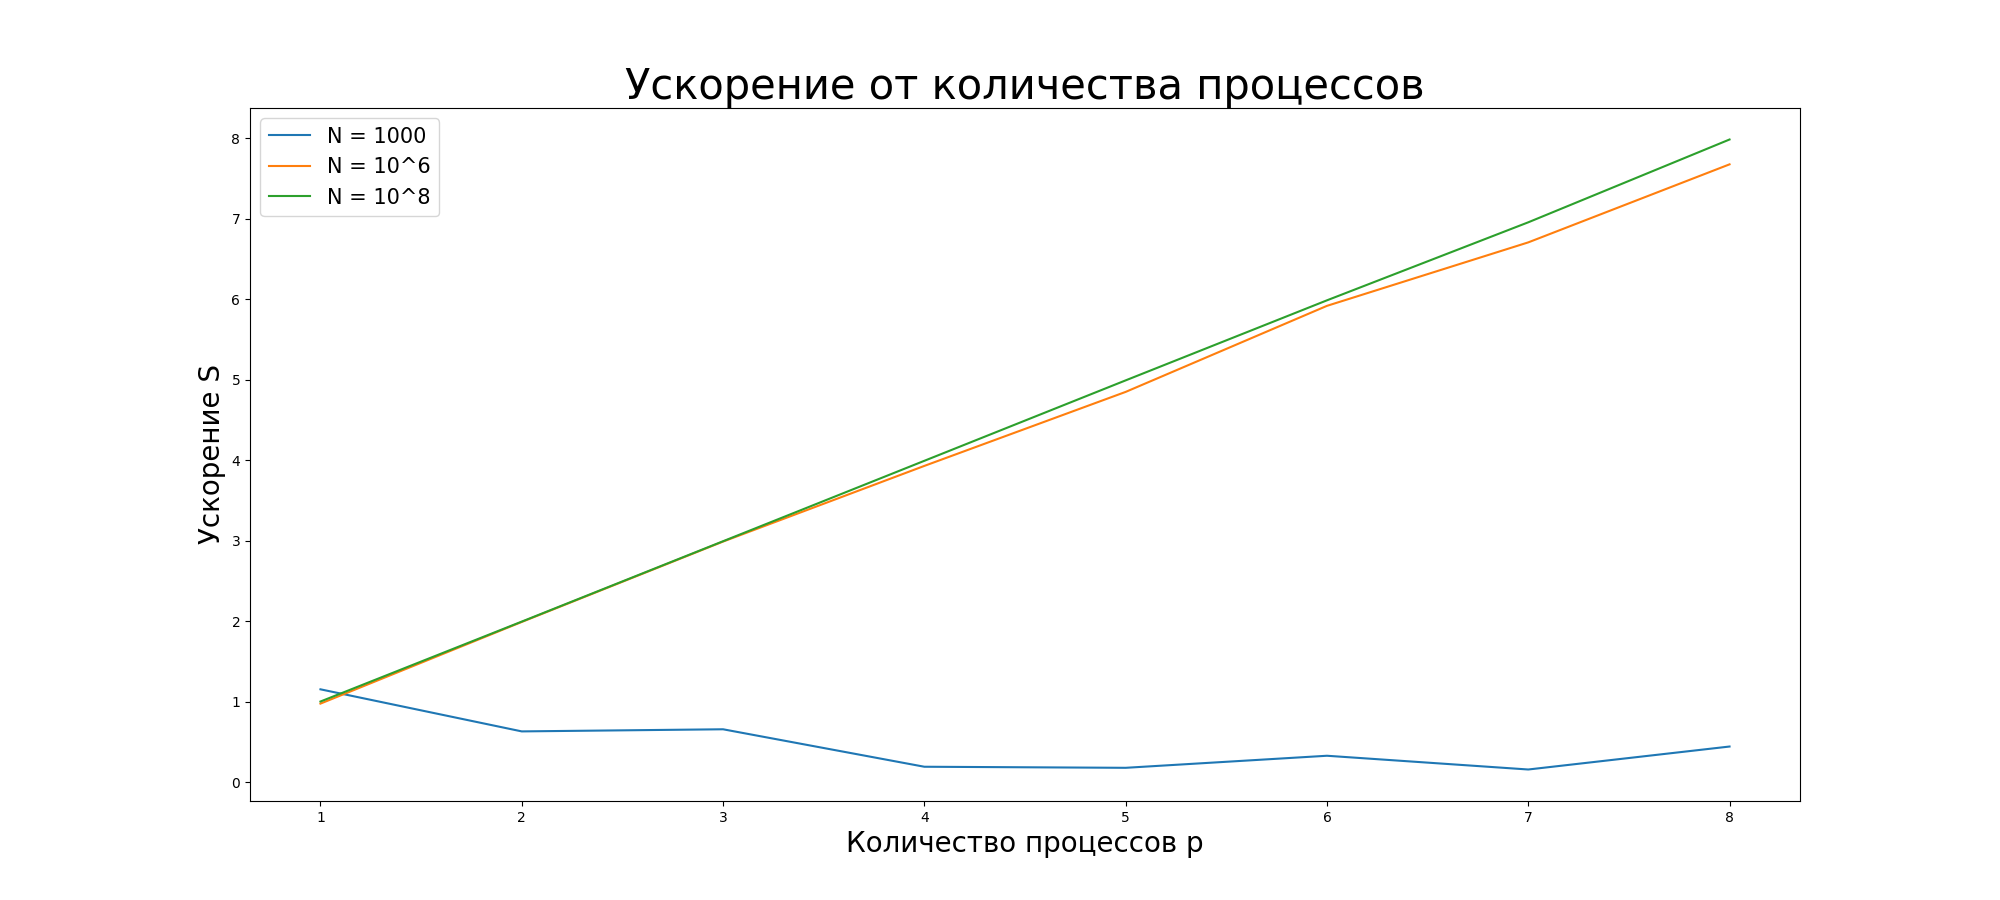 Ускорение от количества процессов
N = 1000
N = 10^6
N = 10^8
Ускорение S
8
7
6
5
4
3
2
1
0
1 2 3 4 5 6 7 8
Количество процессов p